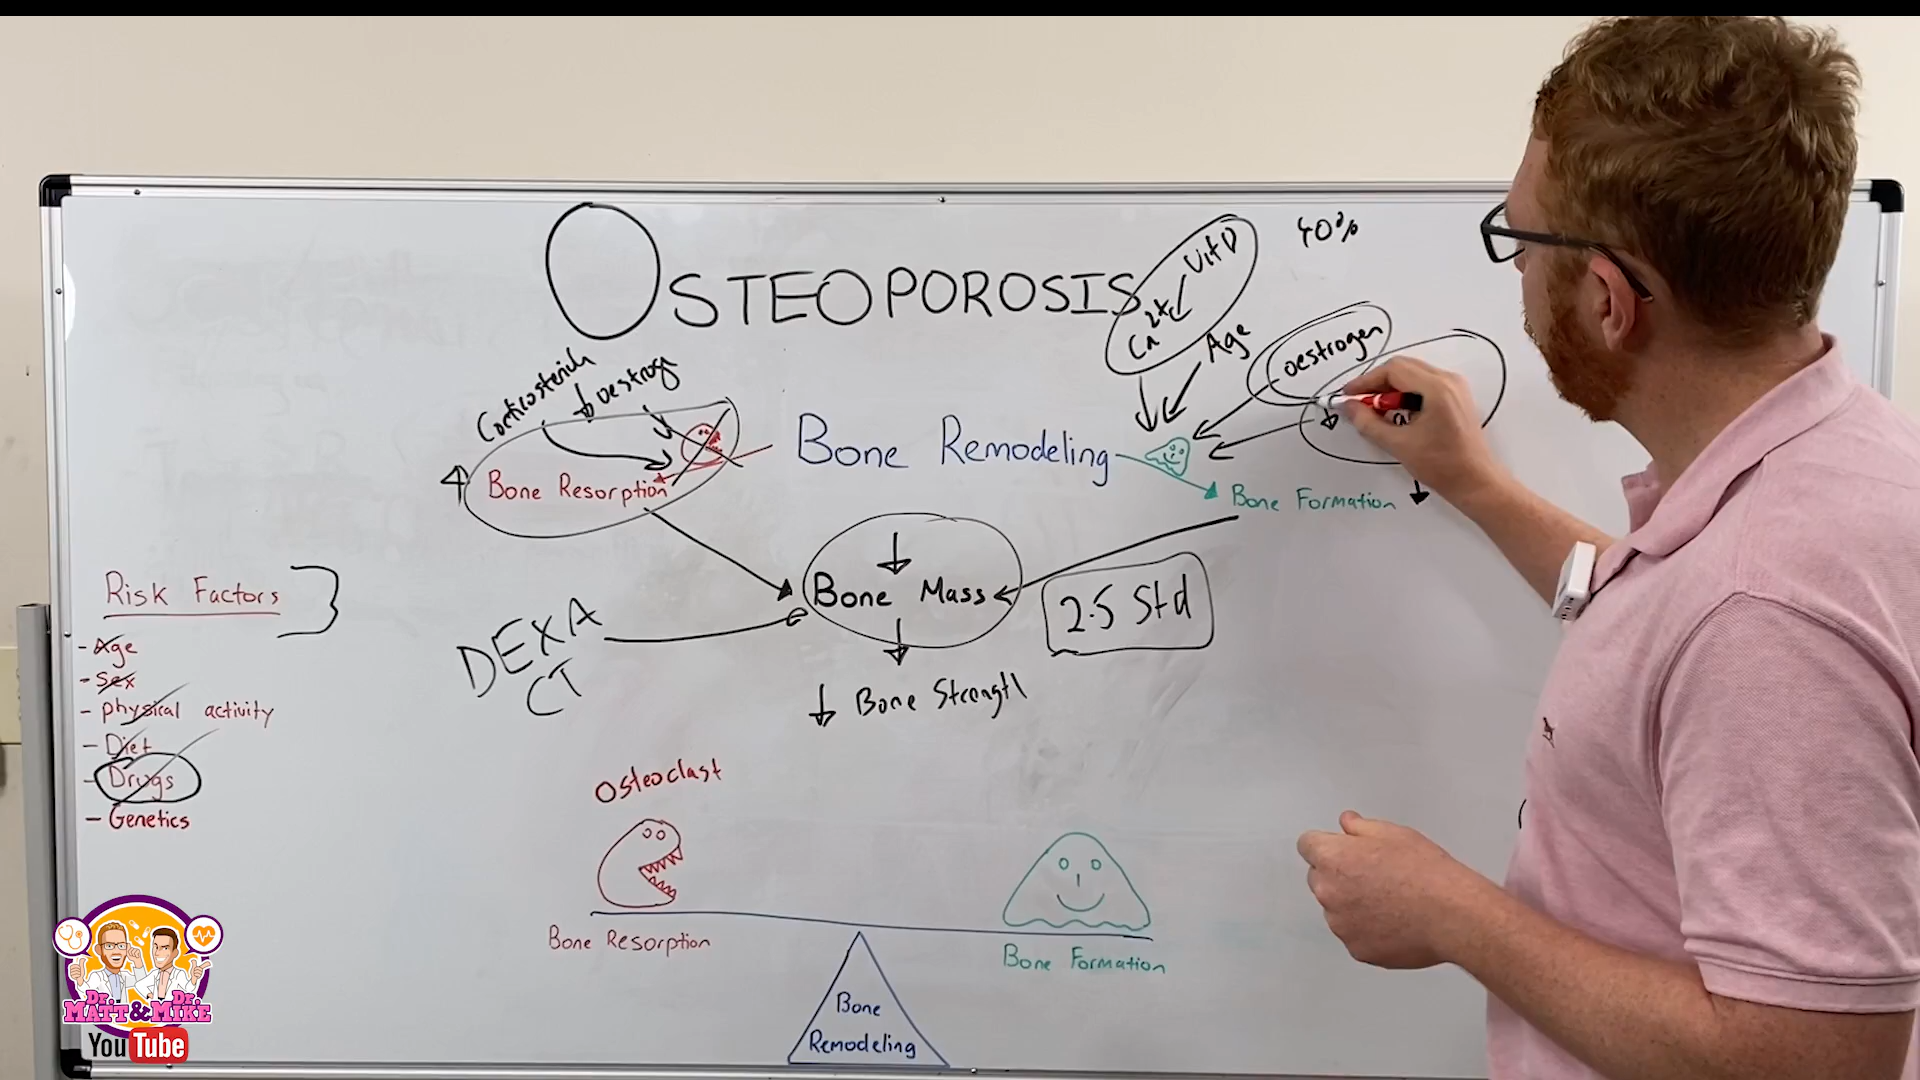 OSTEOPOROSIS
Ca2+ Vit D
40%
Age
oestrogen
oestrog
Bone Remodeling
Bone Resorption
Bone Formation
Bone Mass
2.5 Std
DEXA
CT
Bone Strength
Risk Factors
- Age
- Sex
- physical activity
- Diet
- Drugs
- Genetics
Osteoclast
Bone Resorption
Bone Formation
Bone
Remodeling
Dr. Dr.
MATT & MIKE
YouTube